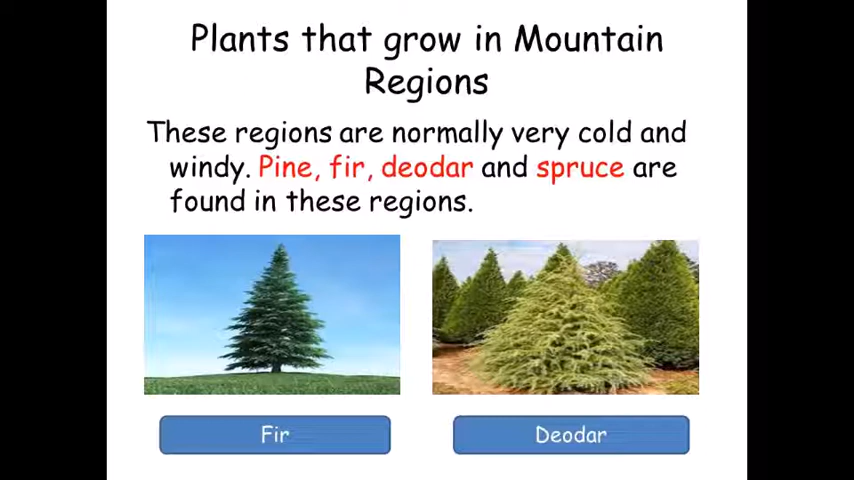 Plants that grow in Mountain
Regions
These regions are normally very cold and
windy. Pine, fir, deodar and spruce are
found in these regions.
Fir
Deodar